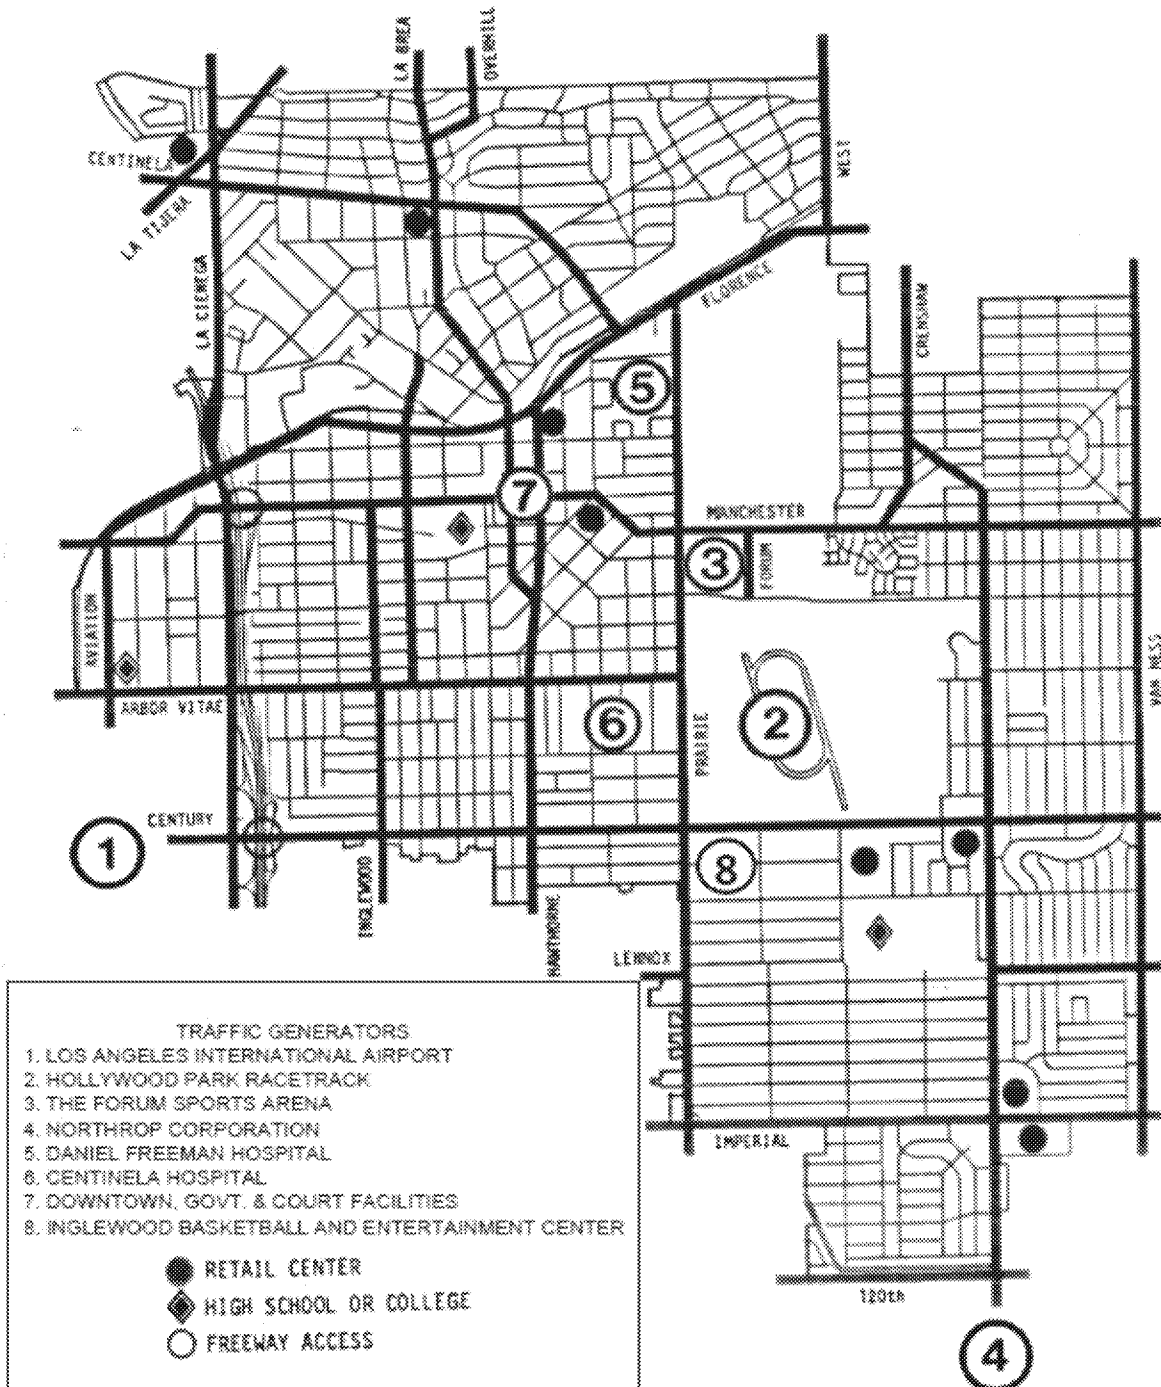 LA BREA
OVERHILL
CENTINELA
LA TIJERA
WEST
LA CIENEGA
FLORENCE
CRENSHAW
5
7
MANCHESTER
3
FORUM
AVIATION
VAN NESS
ARBOR VITAE
6
PRAIRIE
2
CENTURY
1
8
INGLEWOOD
HAWTHORNE
LENNOX
IMPERIAL
120th
4
TRAFFIC GENERATORS
1. LOS ANGELES INTERNATIONAL AIRPORT
2. HOLLYWOOD PARK RACETRACK
3. THE FORUM SPORTS ARENA
4. NORTHROP CORPORATION
5. DANIEL FREEMAN HOSPITAL
6. CENTINELA HOSPITAL
7. DOWNTOWN, GOVT. & COURT FACILITIES
8. INGLEWOOD BASKETBALL AND ENTERTAINMENT CENTER
RETAIL CENTER
HIGH SCHOOL OR COLLEGE
FREEWAY ACCESS